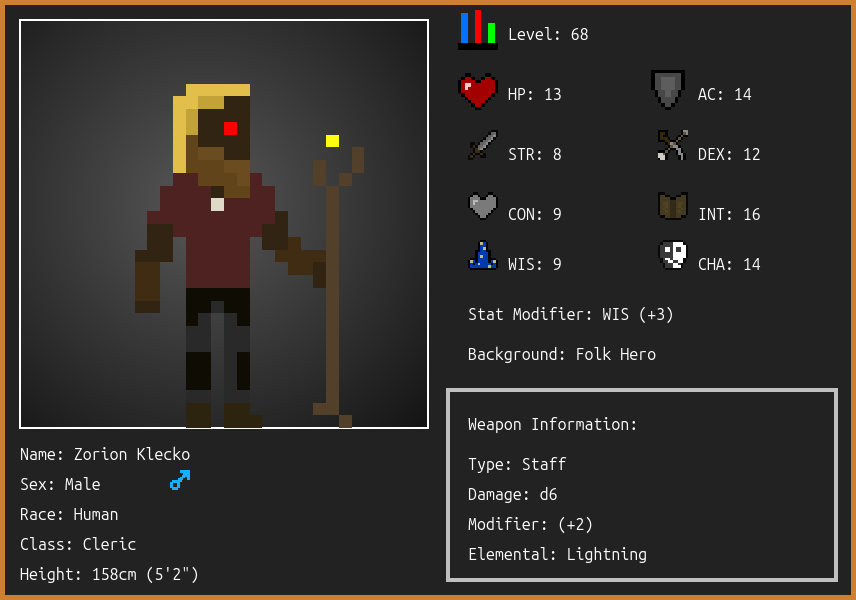 Level: 68
HP: 13
AC: 14
STR: 8
DEX: 12
CON: 9
INT: 16
WIS: 9
CHA: 14
Stat Modifier: WIS (+3)
Background: Folk Hero
Weapon Information:
Type: Staff
Damage: d6
Modifier: (+2)
Elemental: Lightning
Name: Zorion Klecko
Sex: Male
Race: Human
Class: Cleric
Height: 158cm (5'2")